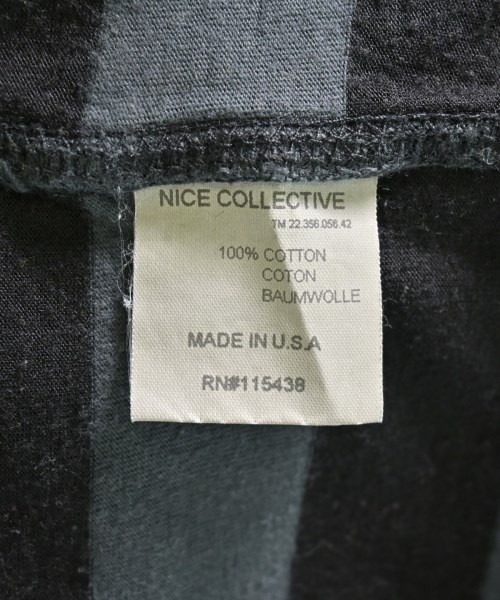 NICE COLLECTIVE
TM 22.356.056.42
100% COTTON
COTON
BAUMWOLLE
MADE IN U.S.A
RN#115438